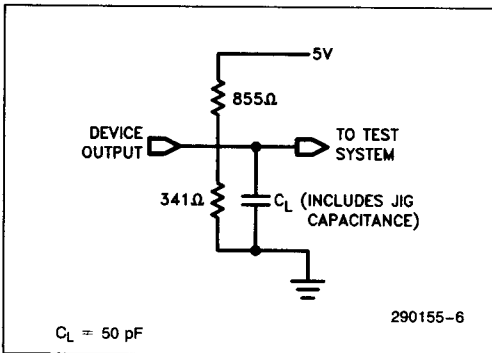 5V
855Ω
DEVICE
OUTPUT
TO TEST
SYSTEM
341Ω
C_L (INCLUDES JIG
CAPACITANCE)
290155-6
C_L = 50 pF